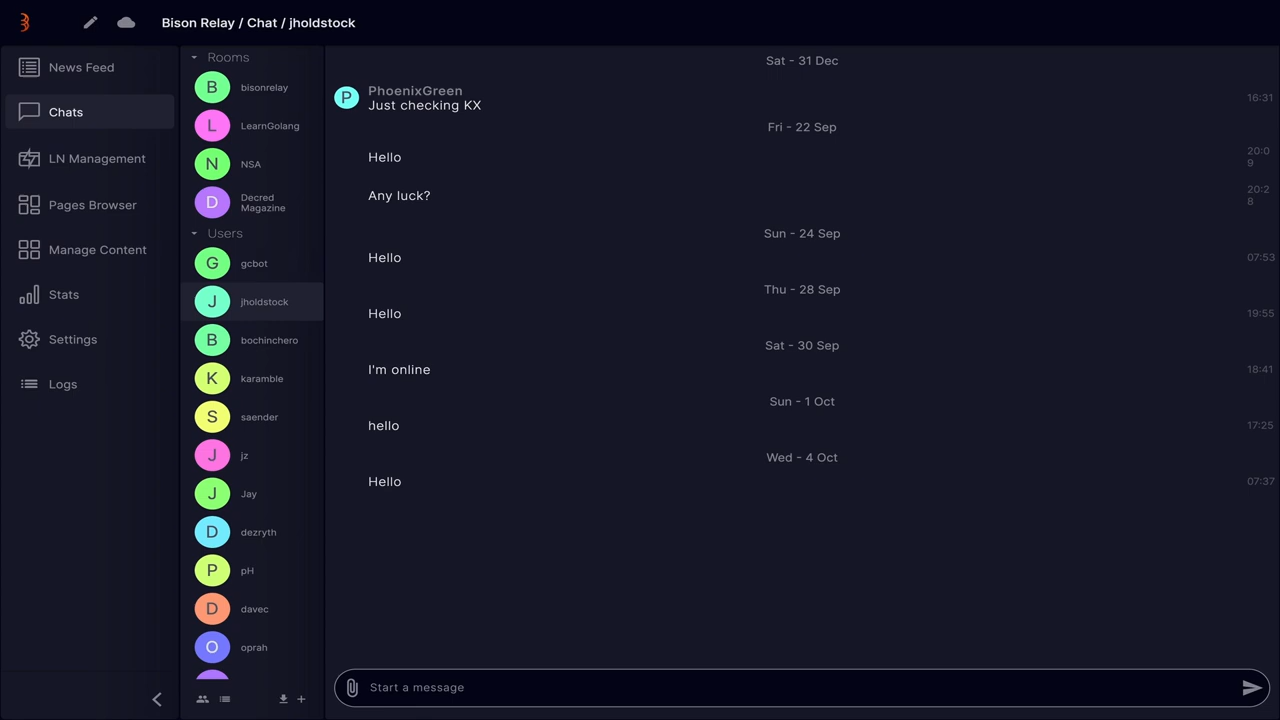 Bison Relay / Chat / jholdstock
News Feed
Chats
LN Management
Pages Browser
Manage Content
Stats
Settings
Logs
Rooms
B
bisonrelay
L
LearnGolang
N
NSA
D
Decred
Magazine
Users
G
gcbot
J
jholdstock
B
bochinchero
K
karamble
S
saender
J
jz
J
Jay
D
dezryth
P
pH
D
davec
O
oprah
Sat - 31 Dec
P
PhoenixGreen
Just checking KX
16:31
Fri - 22 Sep
Hello
20:0
9
Any luck?
20:2
8
Sun - 24 Sep
Hello
07:53
Thu - 28 Sep
Hello
19:55
Sat - 30 Sep
I'm online
18:41
Sun - 1 Oct
hello
17:25
Wed - 4 Oct
Hello
07:37
Start a message